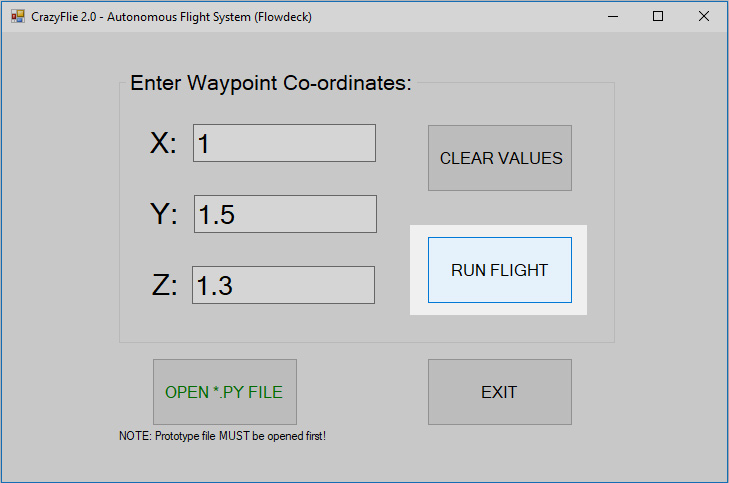 CrazyFlie 2.0 - Autonomous Flight System (Flowdeck)
Enter Waypoint Co-ordinates:
X: 1
CLEAR VALUES
Y: 1.5
RUN FLIGHT
Z: 1.3
OPEN *.PY FILE
EXIT
NOTE: Prototype file MUST be opened first!